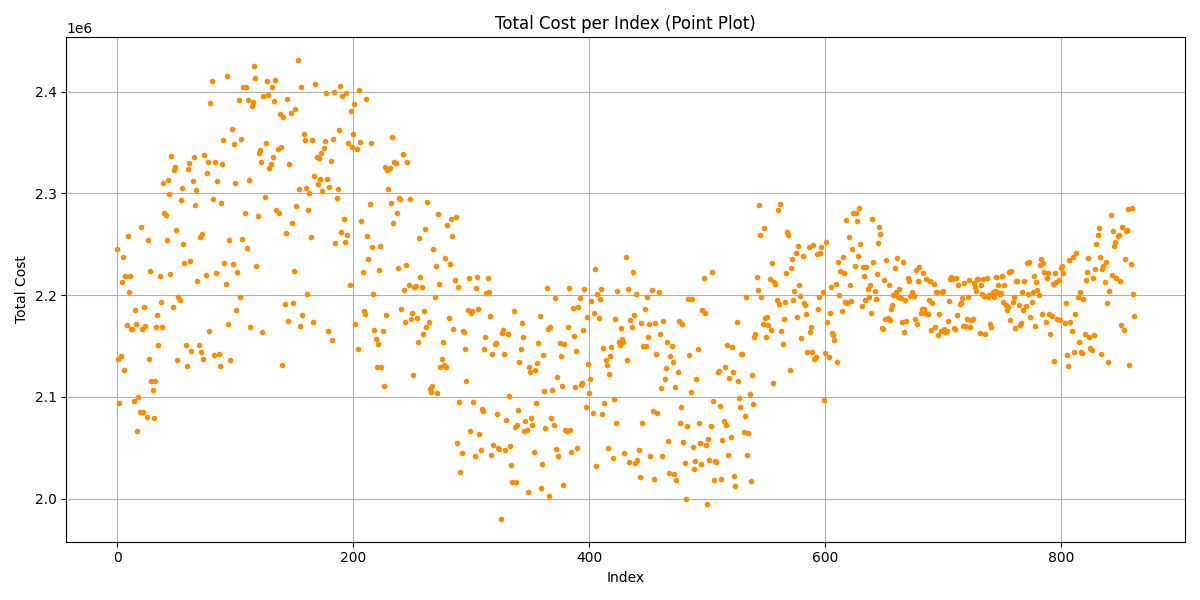 Total Cost per Index (Point Plot)
1e6
2.4
2.3
2.2
2.1
2.0
Total Cost
0 200 400 600 800
Index